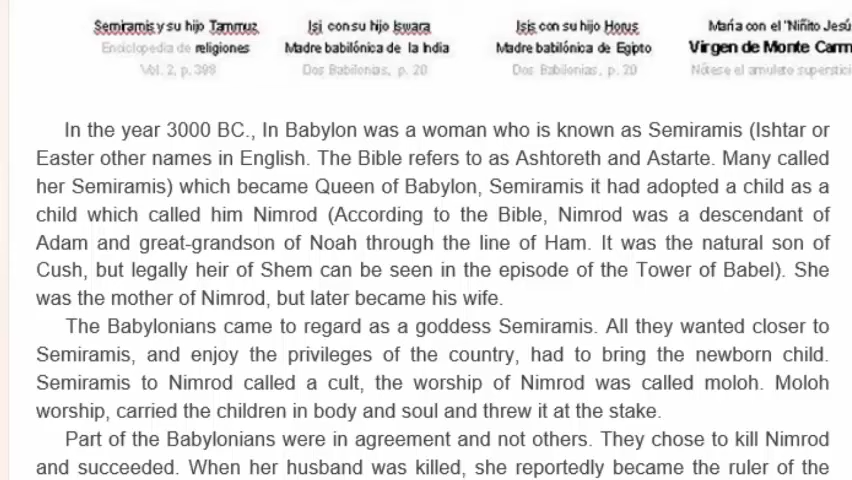 Semiramis y su hijo Tammuz
Isi con su hijo Iswara
Isis con su hijo Horus
María con el "Niñito Jesú
Enciclopedia de religiones
Madre babilónica de la India
Madre babilónica de Egipto
Virgen de Monte Carm
Vol. 2, p. 398
Dos Babilonias, p. 20
Dos Babilonias, p. 20
Nótese el amuleto superstici
In the year 3000 BC., In Babylon was a woman who is known as Semiramis (Ishtar or
Easter other names in English. The Bible refers to as Ashtoreth and Astarte. Many called
her Semiramis) which became Queen of Babylon, Semiramis it had adopted a child as a
child which called him Nimrod (According to the Bible, Nimrod was a descendant of
Adam and great-grandson of Noah through the line of Ham. It was the natural son of
Cush, but legally heir of Shem can be seen in the episode of the Tower of Babel). She
was the mother of Nimrod, but later became his wife.
The Babylonians came to regard as a goddess Semiramis. All they wanted closer to
Semiramis, and enjoy the privileges of the country, had to bring the newborn child.
Semiramis to Nimrod called a cult, the worship of Nimrod was called moloh. Moloh
worship, carried the children in body and soul and threw it at the stake.
Part of the Babylonians were in agreement and not others. They chose to kill Nimrod
and succeeded. When her husband was killed, she reportedly became the ruler of the